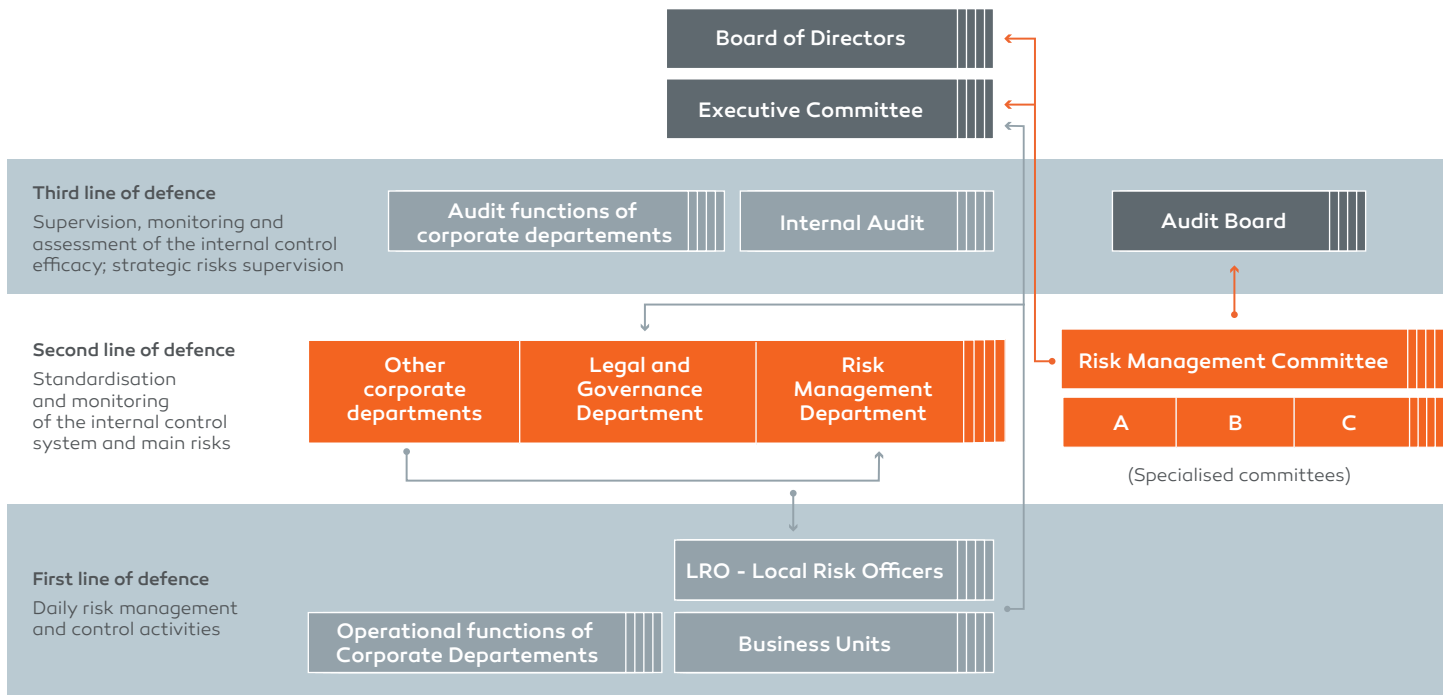 Board of Directors
Executive Committee
Third line of defence
Supervision, monitoring and
assessment of the internal control
efficacy; strategic risks supervision
Audit functions of
corporate departements
Internal Audit
Audit Board
Second line of defence
Standardisation
and monitoring
of the internal control
system and main risks
Other
corporate
departments
Legal and
Governance
Department
Risk
Management
Department
Risk Management Committee
A
B
C
(Specialised committees)
First line of defence
Daily risk management
and control activities
LRO - Local Risk Officers
Operational functions of
Corporate Departements
Business Units